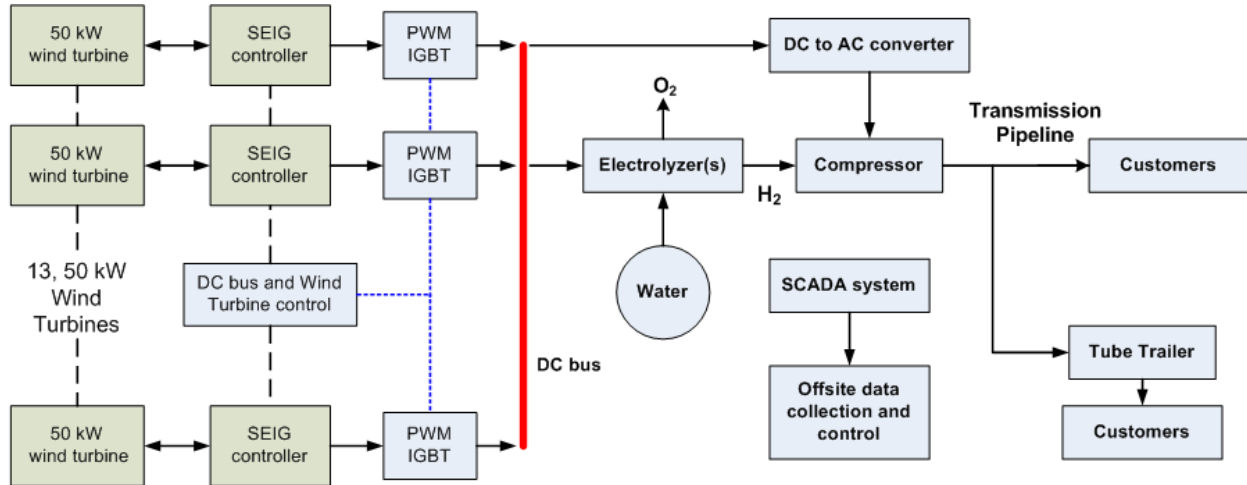 50 kW
wind turbine
SEIG
controller
PWM
IGBT
DC to AC converter
O₂
Transmission
Pipeline
50 kW
wind turbine
SEIG
controller
PWM
IGBT
Electrolyzer(s)
H₂
Compressor
Customers
13, 50 kW
Wind
Turbines
DC bus and Wind
Turbine control
Water
SCADA system
DC bus
Offsite data
collection and
control
Tube Trailer
Customers
50 kW
wind turbine
SEIG
controller
PWM
IGBT